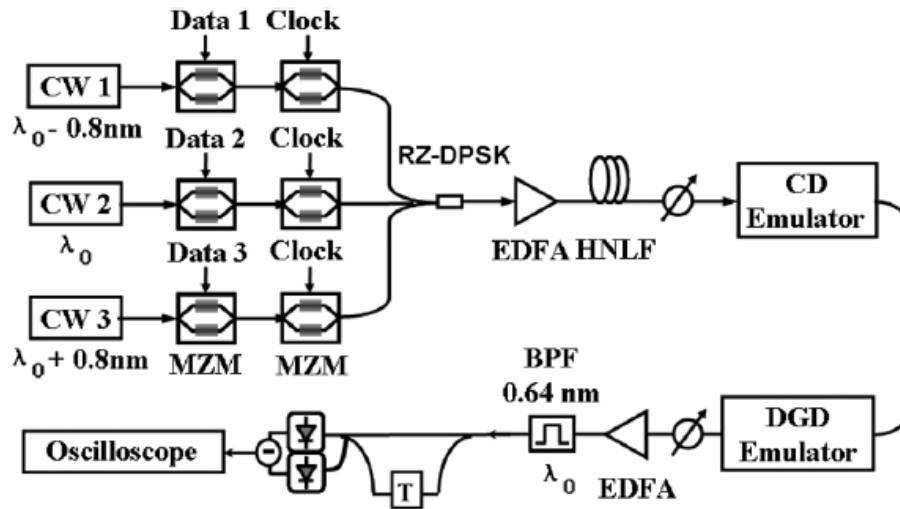 Data 1 Clock
CW 1
λ0 - 0.8nm
Data 2 Clock
RZ-DPSK
CW 2
λ0
CD
Emulator
EDFA HNLF
Data 3 Clock
CW 3
λ0 + 0.8nm
MZM MZM
BPF
0.64 nm
DGD
Emulator
Oscilloscope
T
λ0
EDFA